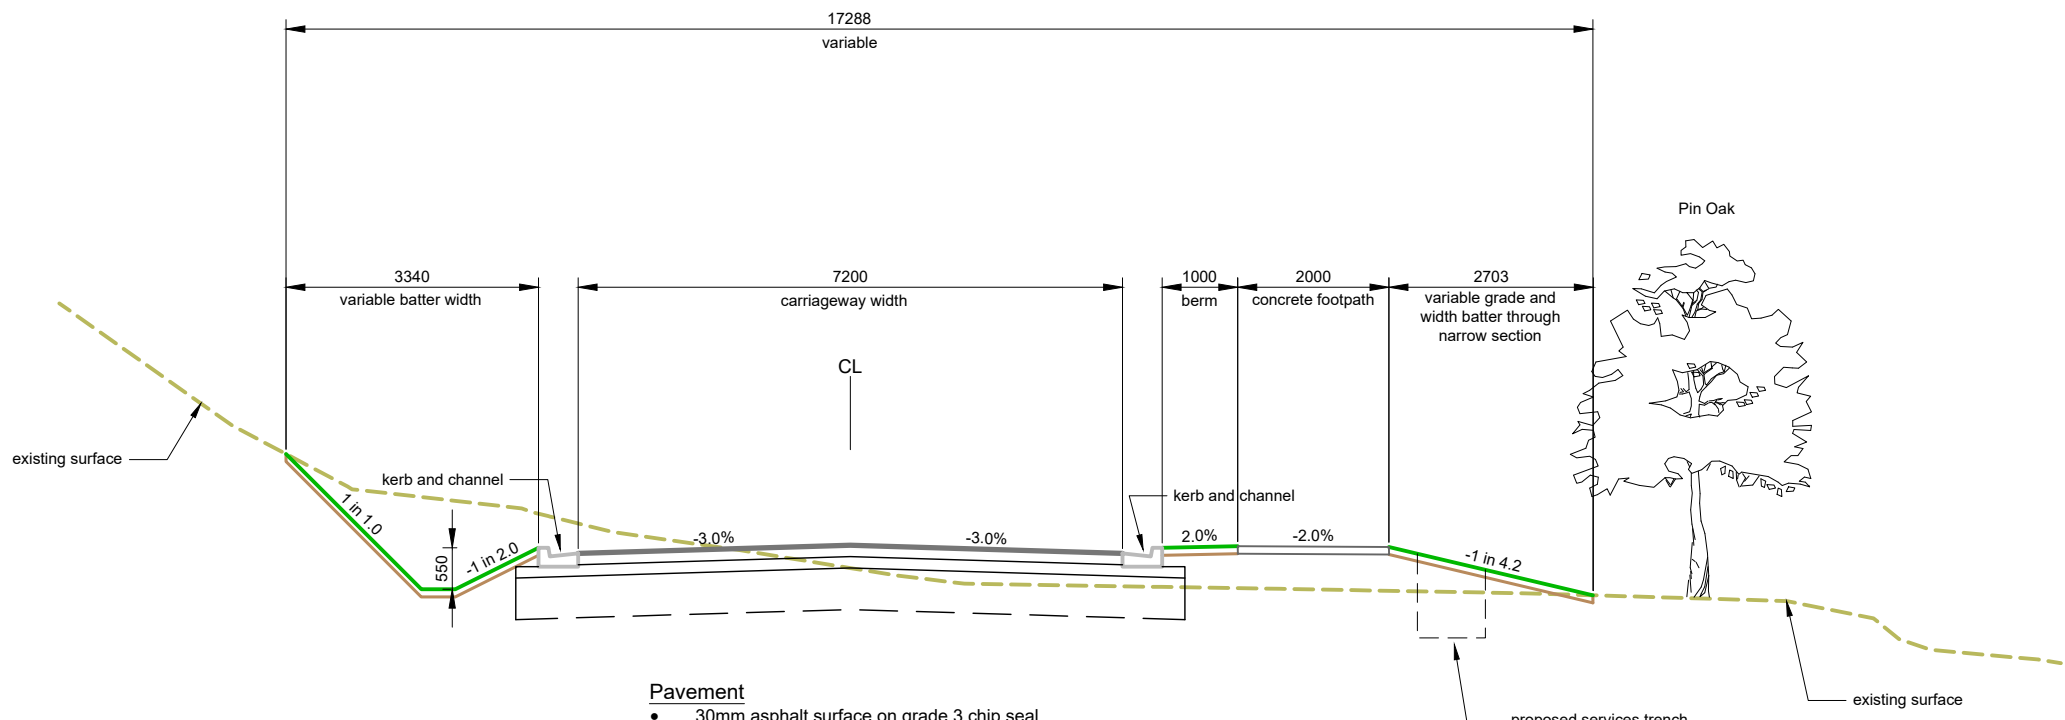 17288
variable
Pin Oak
3340
variable batter width
7200
carriageway width
1000
berm
2000
concrete footpath
2703
variable grade and
width batter through
narrow section
CL
existing surface
kerb and channel
kerb and channel
1 in 1.0
550
-1 in 2.0
-3.0%
-3.0%
2.0%
-2.0%
-1 in 4.2
existing surface
Pavement
• 30mm asphalt surface on grade 3 chip seal
proposed services trench